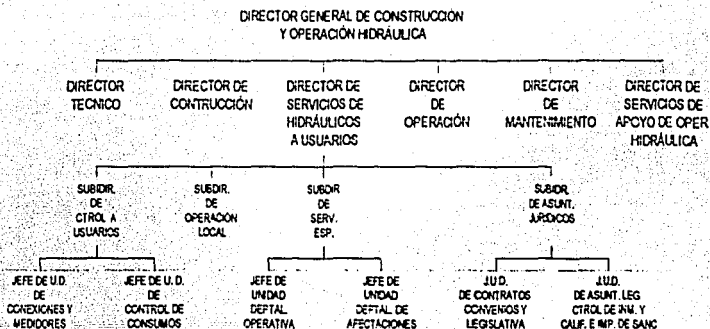 DIRECTOR GENERAL DE CONSTRUCCIÓN
Y OPERACIÓN HIDRÁULICA
DIRECTOR
TECNICO
DIRECTOR DE
CONTRUCCIÓN
DIRECTOR DE
SERVICIOS DE
HIDRÁULICOS
A USUARIOS
DIRECTOR
DE
OPERACIÓN
DIRECTOR
DE
MANTENIMIENTO
DIRECTOR DE
SERVICIOS DE
APOYO DE OPER
HIDRÁULICA
SUBDIR.
DE
CTROL A
USUARIOS
SUBDIR.
DE
OPERACIÓN
LOCAL
SUBDIR
DE
SERV.
ESP.
SUBDIR.
DE ASUNT.
JURÍDICOS
JEFE DE U.D.
DE
CONEXIONES Y
MEDIDORES
JEFE DE U.D.
DE
CONTROL DE
CONSUMOS
JEFE DE
UNIDAD
DEPTAL.
OPERATIVA
JEFE DE
UNIDAD
DEPTAL. DE
AFECTACIONES
J.U.D.
DE CONTRATOS
CONVENIOS Y
LEGISLATIVA
J.U.D.
DE ASUNT. LEG
CTROL DE INM. Y
CALIF. E IMP. DE SANC